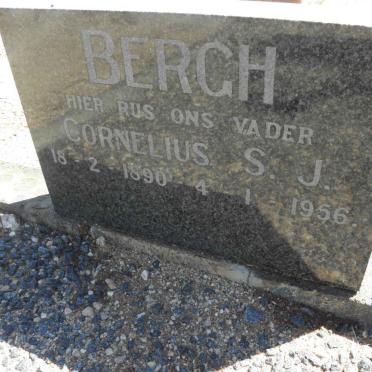 BERGH
HIER RUS ONS VADER
CORNELIUS. S. J.
18-2-1890 4-1-1956